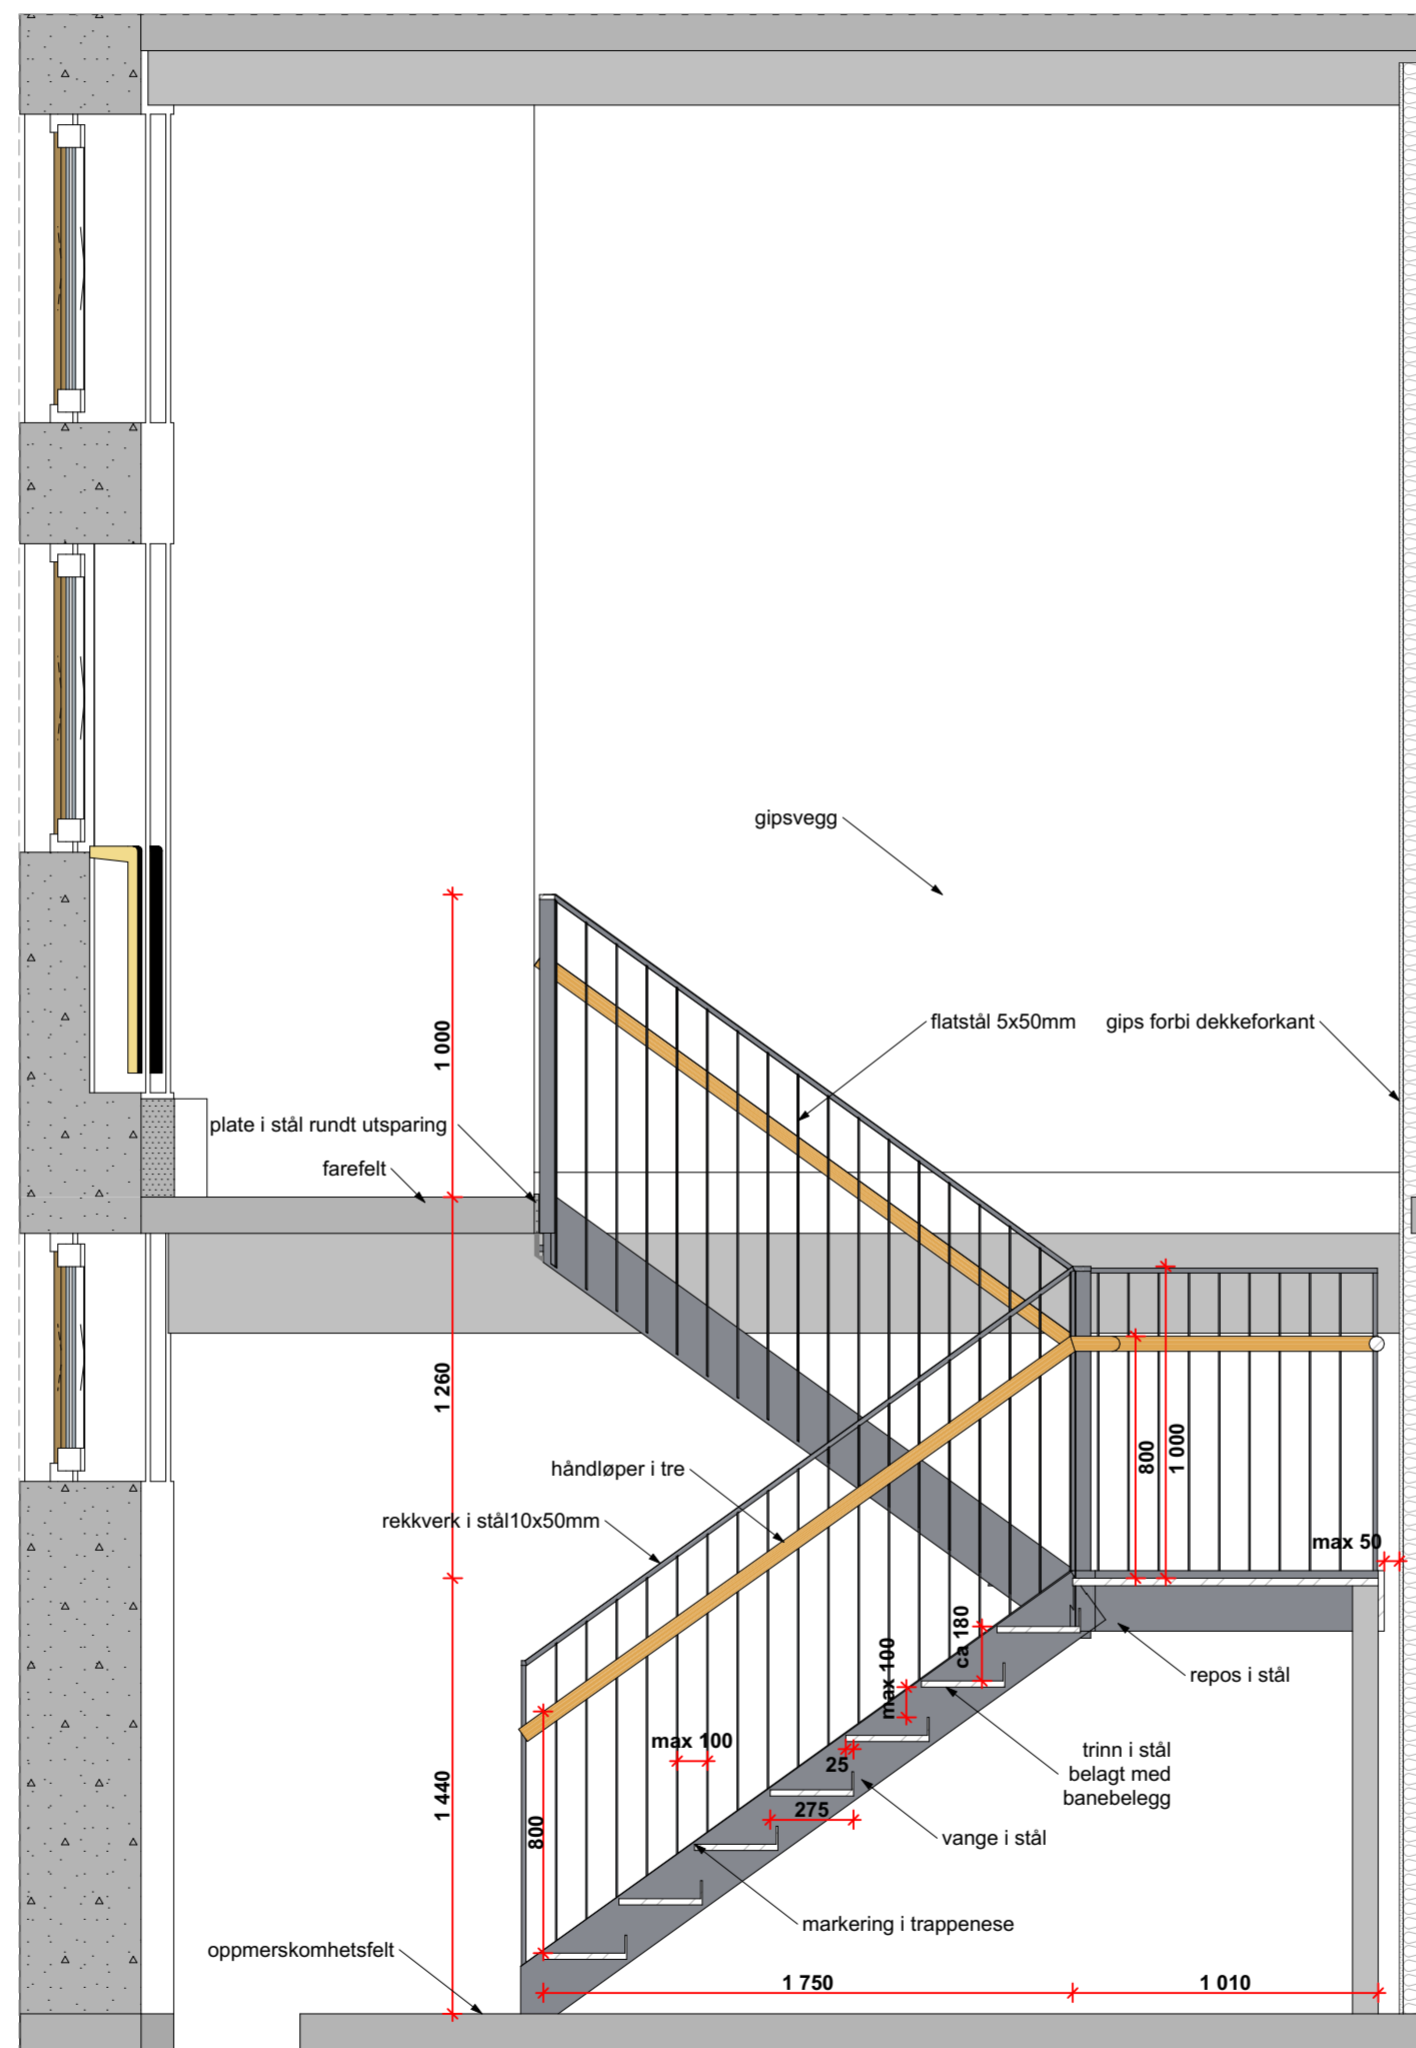 gipsvegg
flatstål 5x50mm
gips forbi dekkeforkant
1 000
plate i stål rundt utsparing
farefelt
1 260
håndløper i tre
rekkverk i stål10x50mm
800
1 000
max 50
ca 180
max 100
repos i stål
max 100
25
trinn i stål
belagt med
banebelegg
1 440
800
275
vange i stål
markering i trappenese
oppmerskomhetsfelt
1 750
1 010